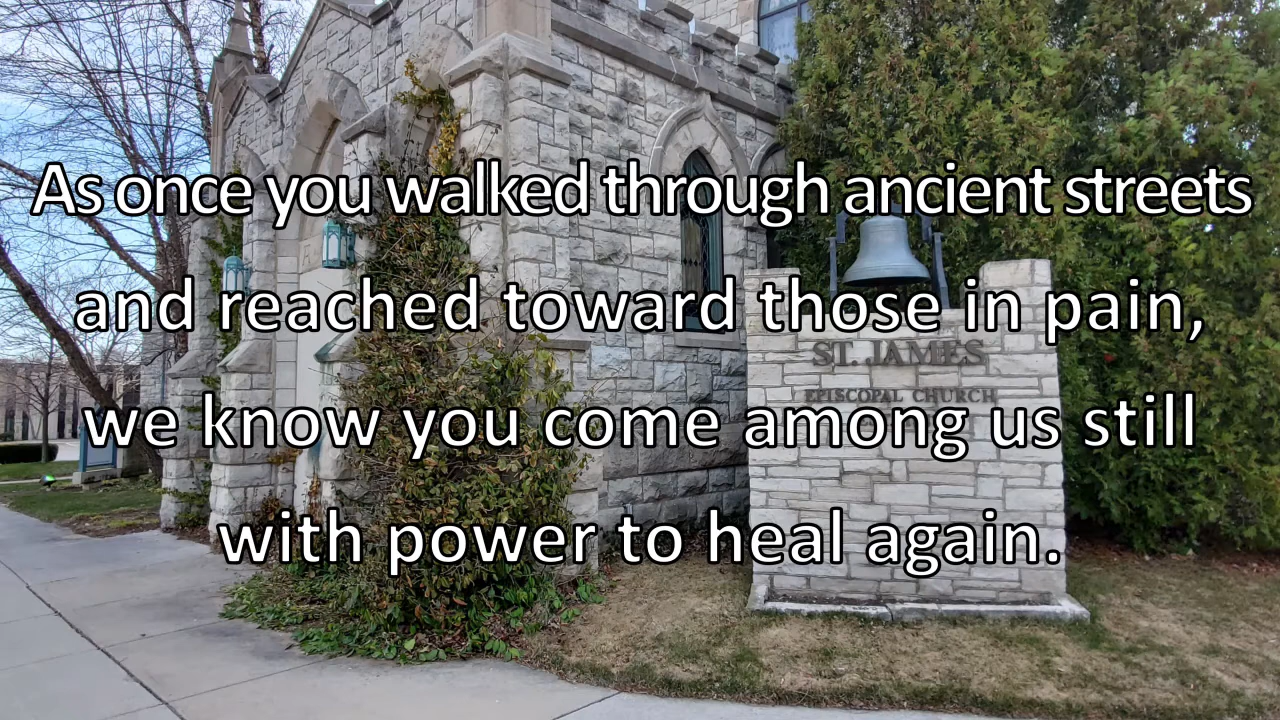 As once you walked through ancient streets
and reached toward those in pain,
ST. JAMES
EPISCOPAL CHURCH
we know you come among us still
with power to heal again.